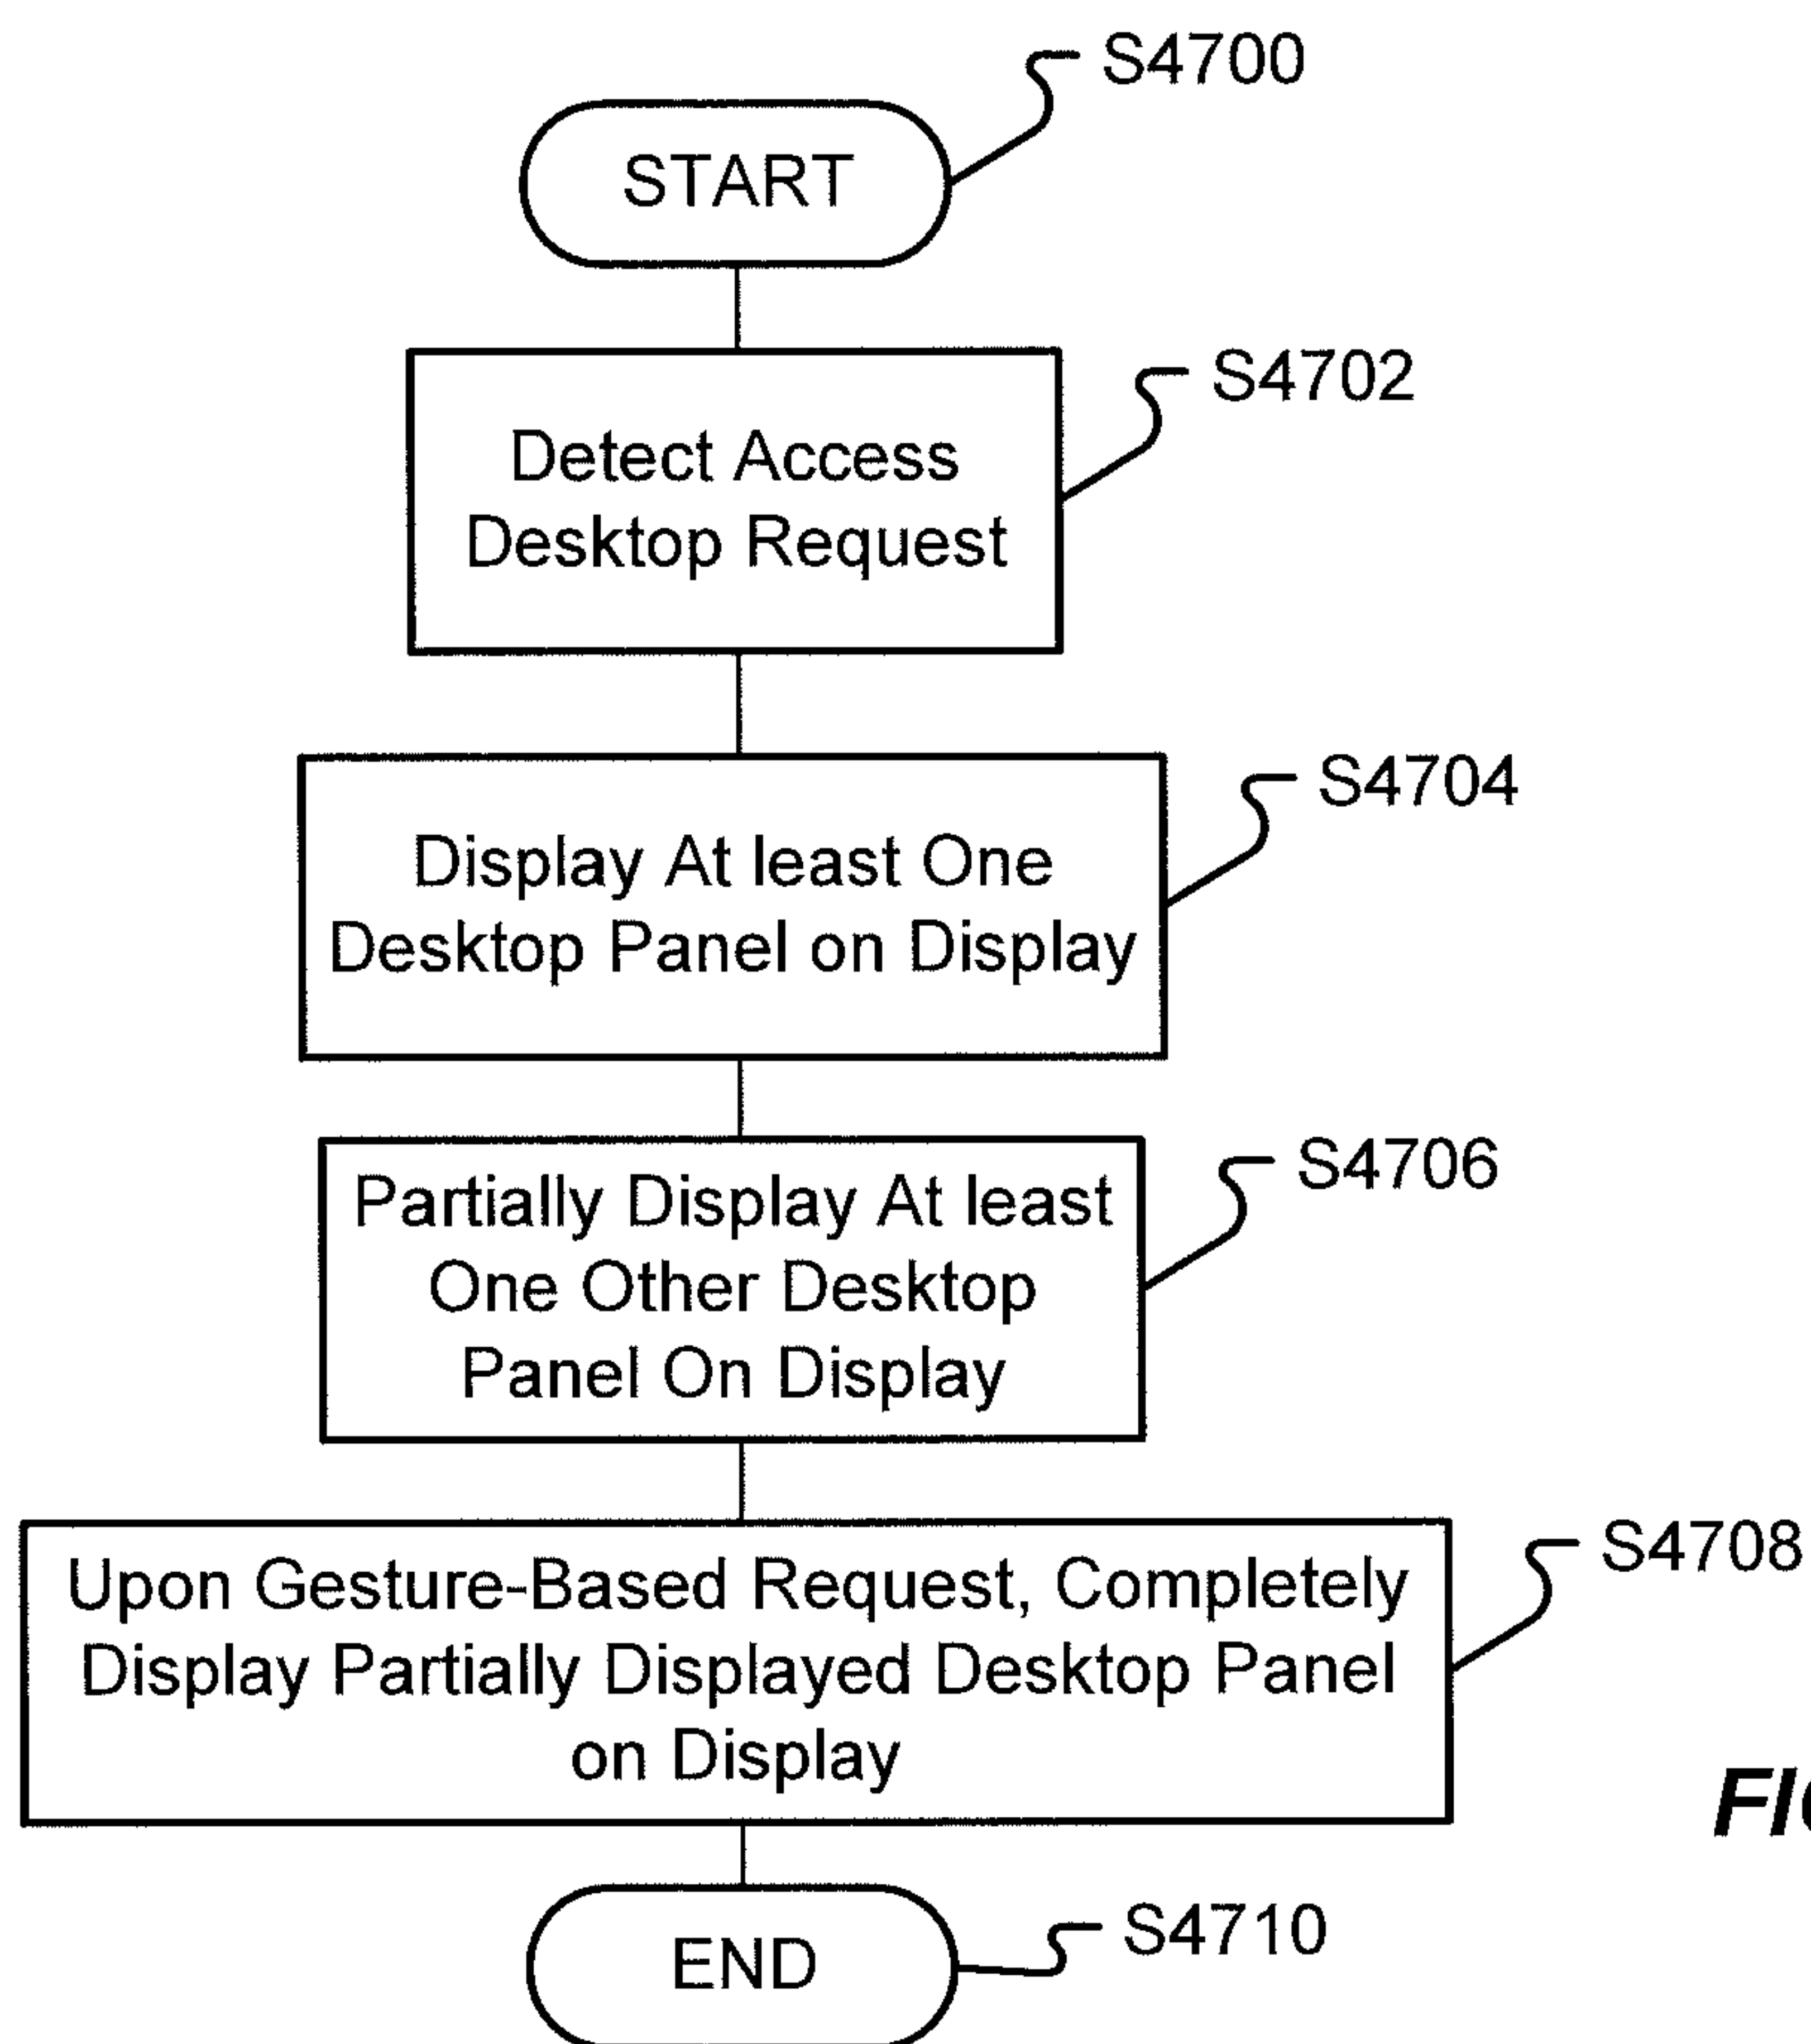 S4700
START
S4702
Detect Access
Desktop Request
S4704
Display At least One
Desktop Panel on Display
S4706
Partially Display At least
One Other Desktop
Panel On Display
S4708
Upon Gesture-Based Request, Completely
Display Partially Displayed Desktop Panel
on Display
S4710
END